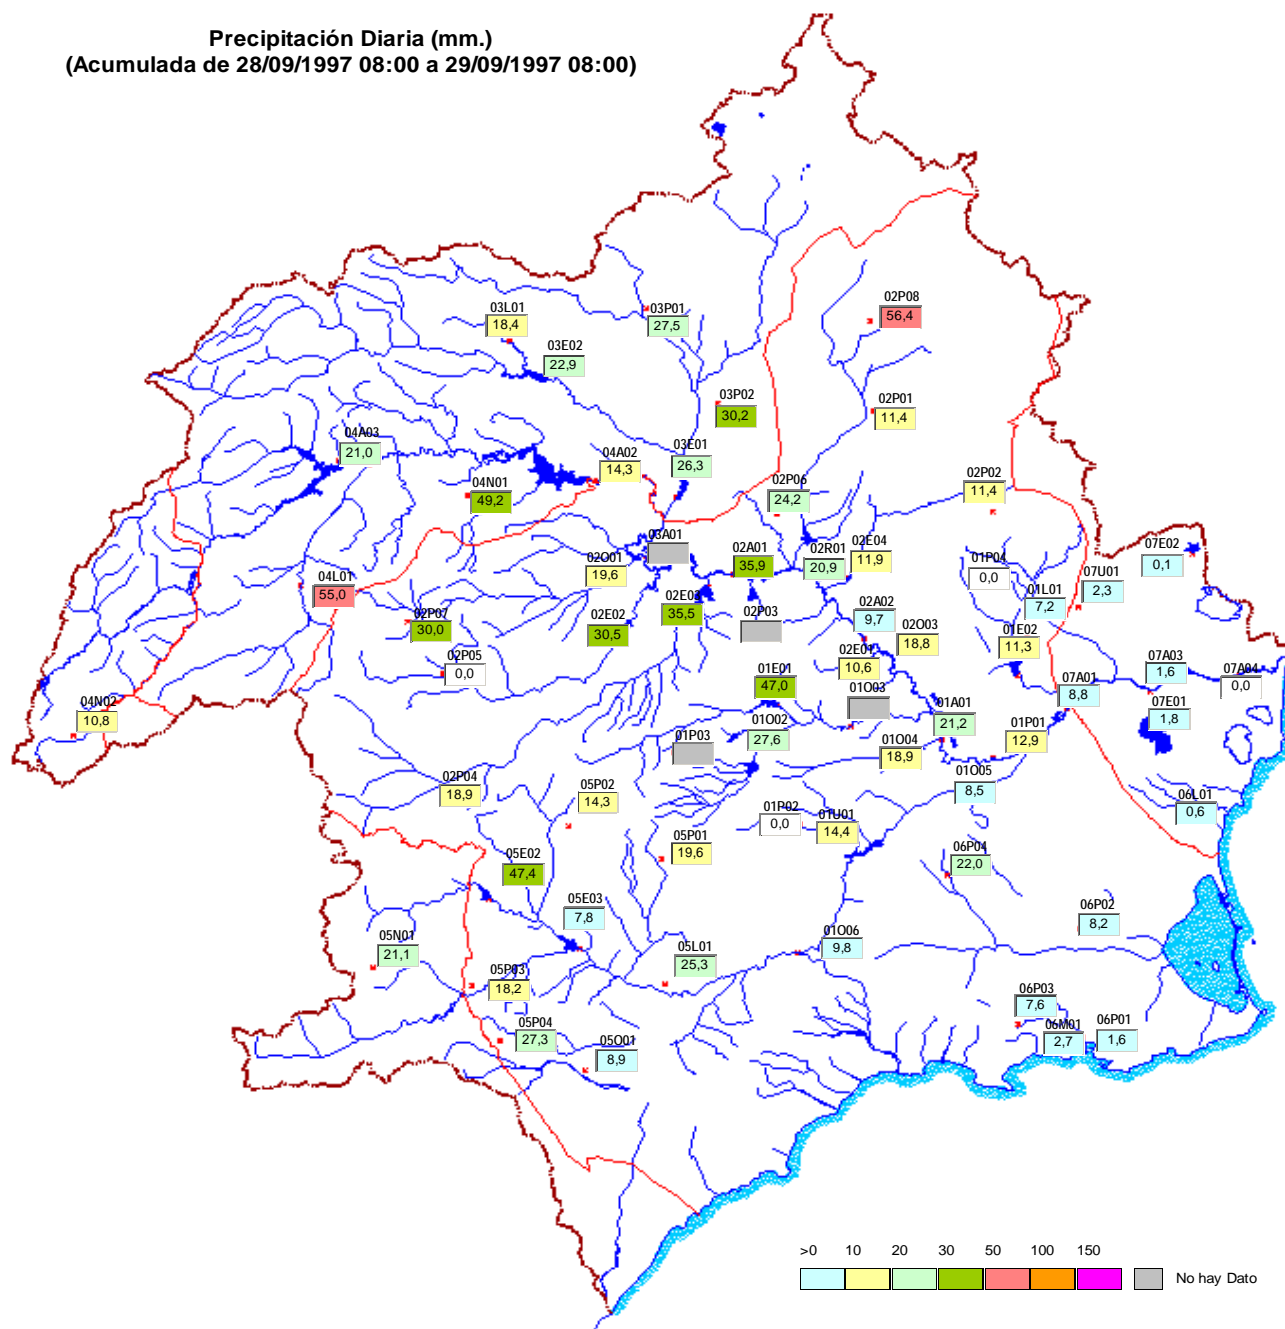 Precipitación Diaria (mm.)
(Acumulada de 28/09/1997 08:00 a 29/09/1997 08:00)
02P08
56,4
03L01
18,4
03P01
27,5
03E02
22,9
03P02
30,2
02P01
11,4
04A03
21,0
04A02
14,3
03E01
26,3
04N01
49,2
02P06
24,2
02P02
11,4
03A01
02O01
19,6
02A01
35,9
02R01
20,9
02E04
11,9
01P04
0,0
07E02
0,1
07U01
2,3
04L01
55,0
01L01
7,2
02E03
35,5
02P07
30,0
02E02
30,5
02P03
02A02
9,7
02O03
18,8
01E02
11,3
02P05
0,0
01E01
47,0
02E01
10,6
07A03
1,6
07A04
0,0
07A01
8,8
01O03
04N02
10,8
01O02
27,6
01A01
21,2
07E01
1,8
01P03
01O04
18,9
01P01
12,9
02P04
18,9
05P02
14,3
01O05
8,5
06L01
0,6
01P02
0,0
01U01
14,4
05P01
19,6
06P04
22,0
05E02
47,4
05E03
7,8
06P02
8,2
05N01
21,1
05L01
25,3
01O06
9,8
05P03
18,2
06P03
7,6
05P04
27,3
06M01
2,7
06P01
1,6
05O01
8,9
>0 10 20 30 50 100 150
No hay Dato